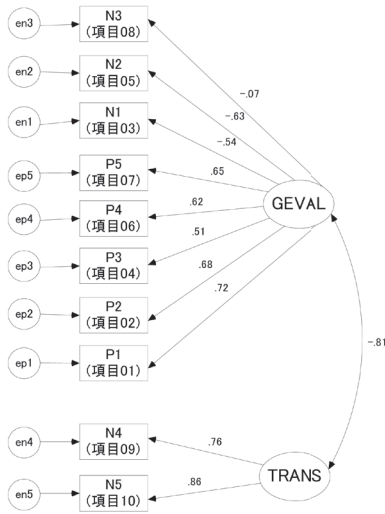 en3
N3
(項目08)
en2
N2
(項目05)
en1
N1
(項目03)
ep5
P5
(項目07)
ep4
P4
(項目06)
ep3
P3
(項目04)
ep2
P2
(項目02)
ep1
P1
(項目01)
-.07
-.63
-.54
.65
.62
.51
.68
.72
GEVAL
-.81
en4
N4
(項目09)
en5
N5
(項目10)
.76
.86
TRANS